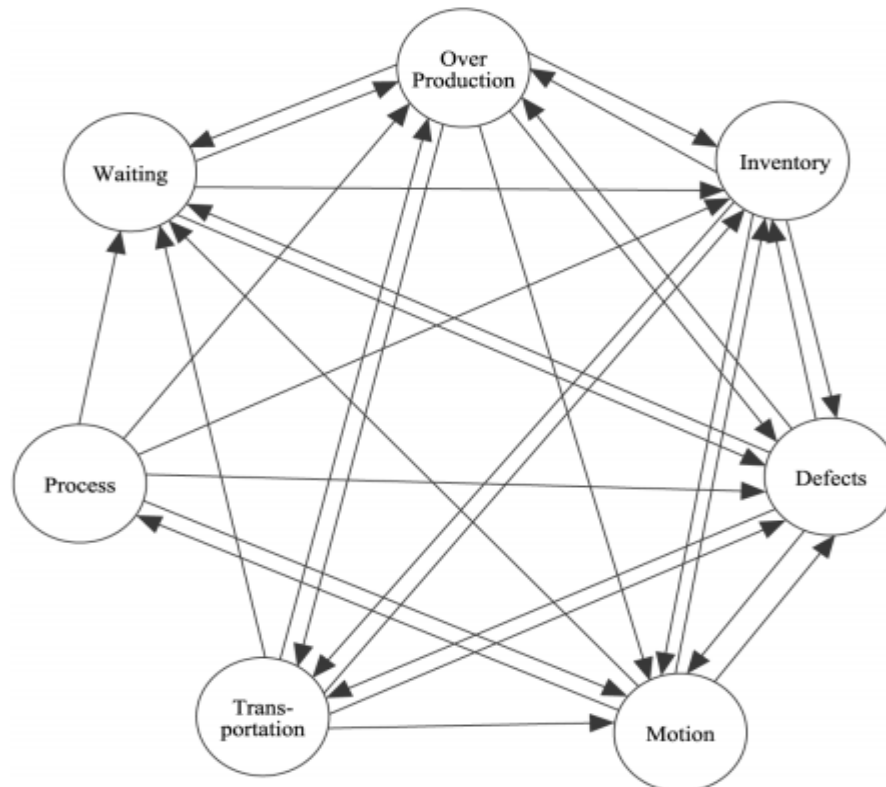 Over
Production
Waiting
Inventory
Process
Defects
Trans-
portation
Motion